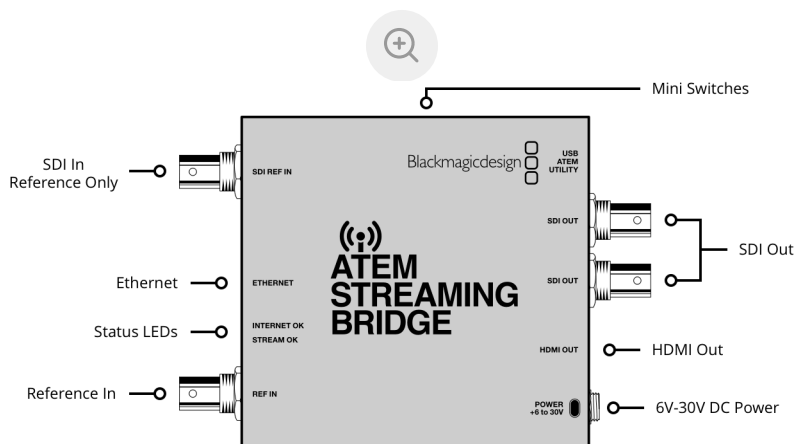 Mini Switches
SDI In
Reference Only
SDI REF IN
Blackmagicdesign
USB
ATEM
UTILITY
SDI OUT
SDI Out
Ethernet
ETHERNET
ATEM
STREAMING
BRIDGE
SDI OUT
Status LEDs
INTERNET OK
STREAM OK
HDMI OUT
HDMI Out
Reference In
REF IN
POWER
+6 to 30V
6V-30V DC Power